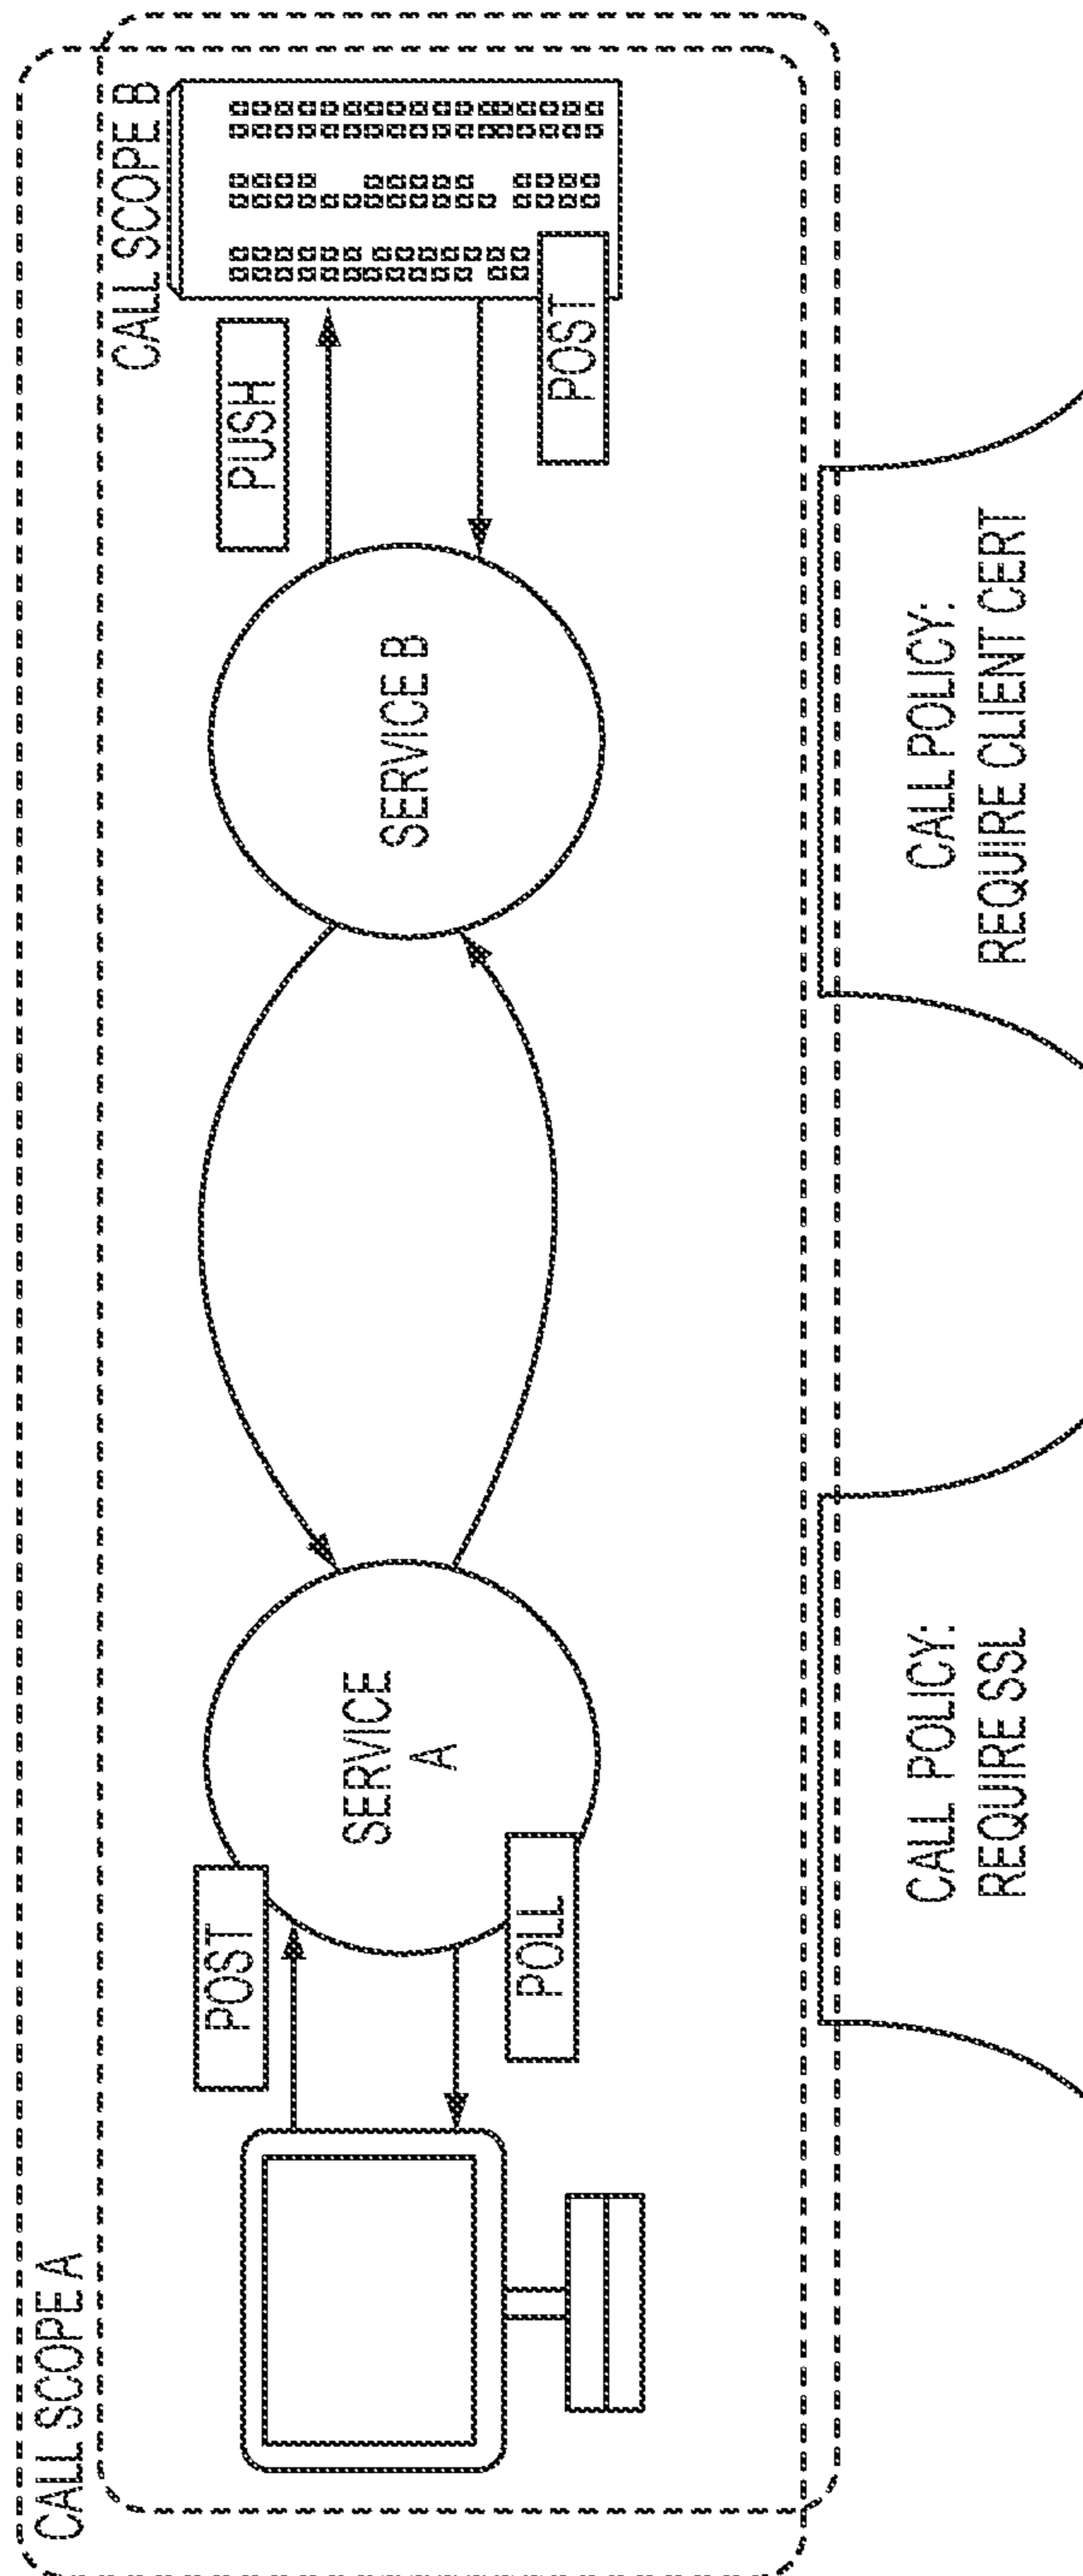 CALL SCOPE A
CALL SCOPE B
POST
SERVICE
A
POLL
SERVICE B
PUSH
POST
CALL POLICY:
REQUIRE SSL
CALL POLICY:
REQUIRE CLIENT CERT